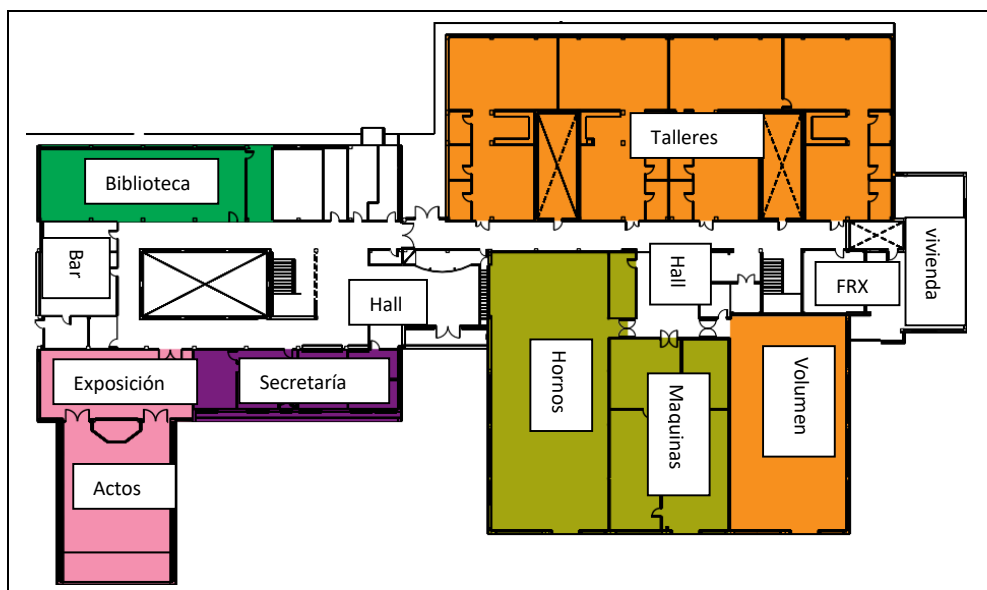 Talleres
Biblioteca
vivienda
Bar
Hall
FRX
Hall
Exposición
Secretaría
Hornos
Maquinas
Volumen
Actos